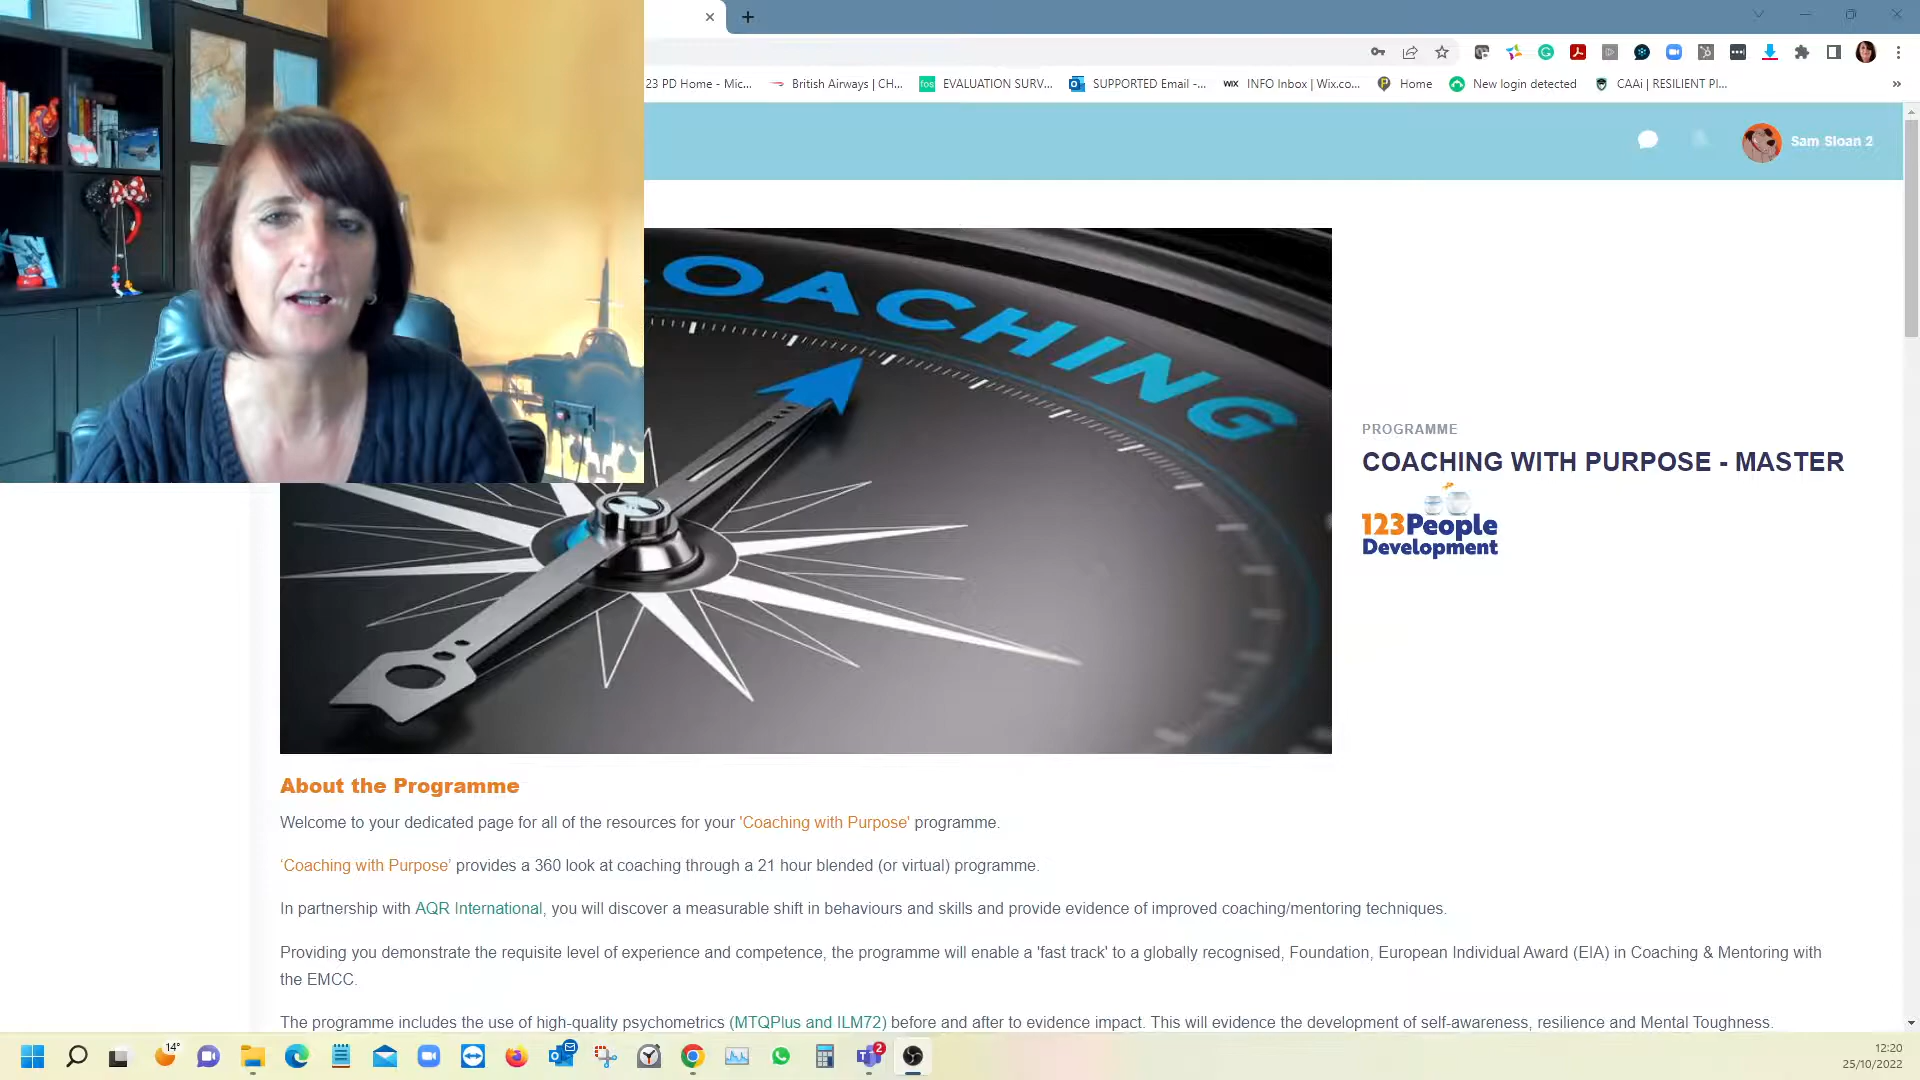 23 PD Home - Mic...
British Airways | CH...
fos
EVALUATION SURV...
SUPPORTED Email -...
WIX
INFO Inbox | Wix.co...
Home
New login detected
CAAi | RESILIENT PI...
»
Sam Sloan 2
OACHING
PROGRAMME
COACHING WITH PURPOSE - MASTER
123People
Development
About the Programme
Welcome to your dedicated page for all of the resources for your 'Coaching with Purpose' programme.
‘Coaching with Purpose’ provides a 360 look at coaching through a 21 hour blended (or virtual) programme.
In partnership with AQR International, you will discover a measurable shift in behaviours and skills and provide evidence of improved coaching/mentoring techniques.
Providing you demonstrate the requisite level of experience and competence, the programme will enable a 'fast track' to a globally recognised, Foundation, European Individual Award (EIA) in Coaching & Mentoring with
the EMCC.
The programme includes the use of high-quality psychometrics (MTQPlus and ILM72) before and after to evidence impact. This will evidence the development of self-awareness, resilience and Mental Toughness.
14°
2
12:20
25/10/2022